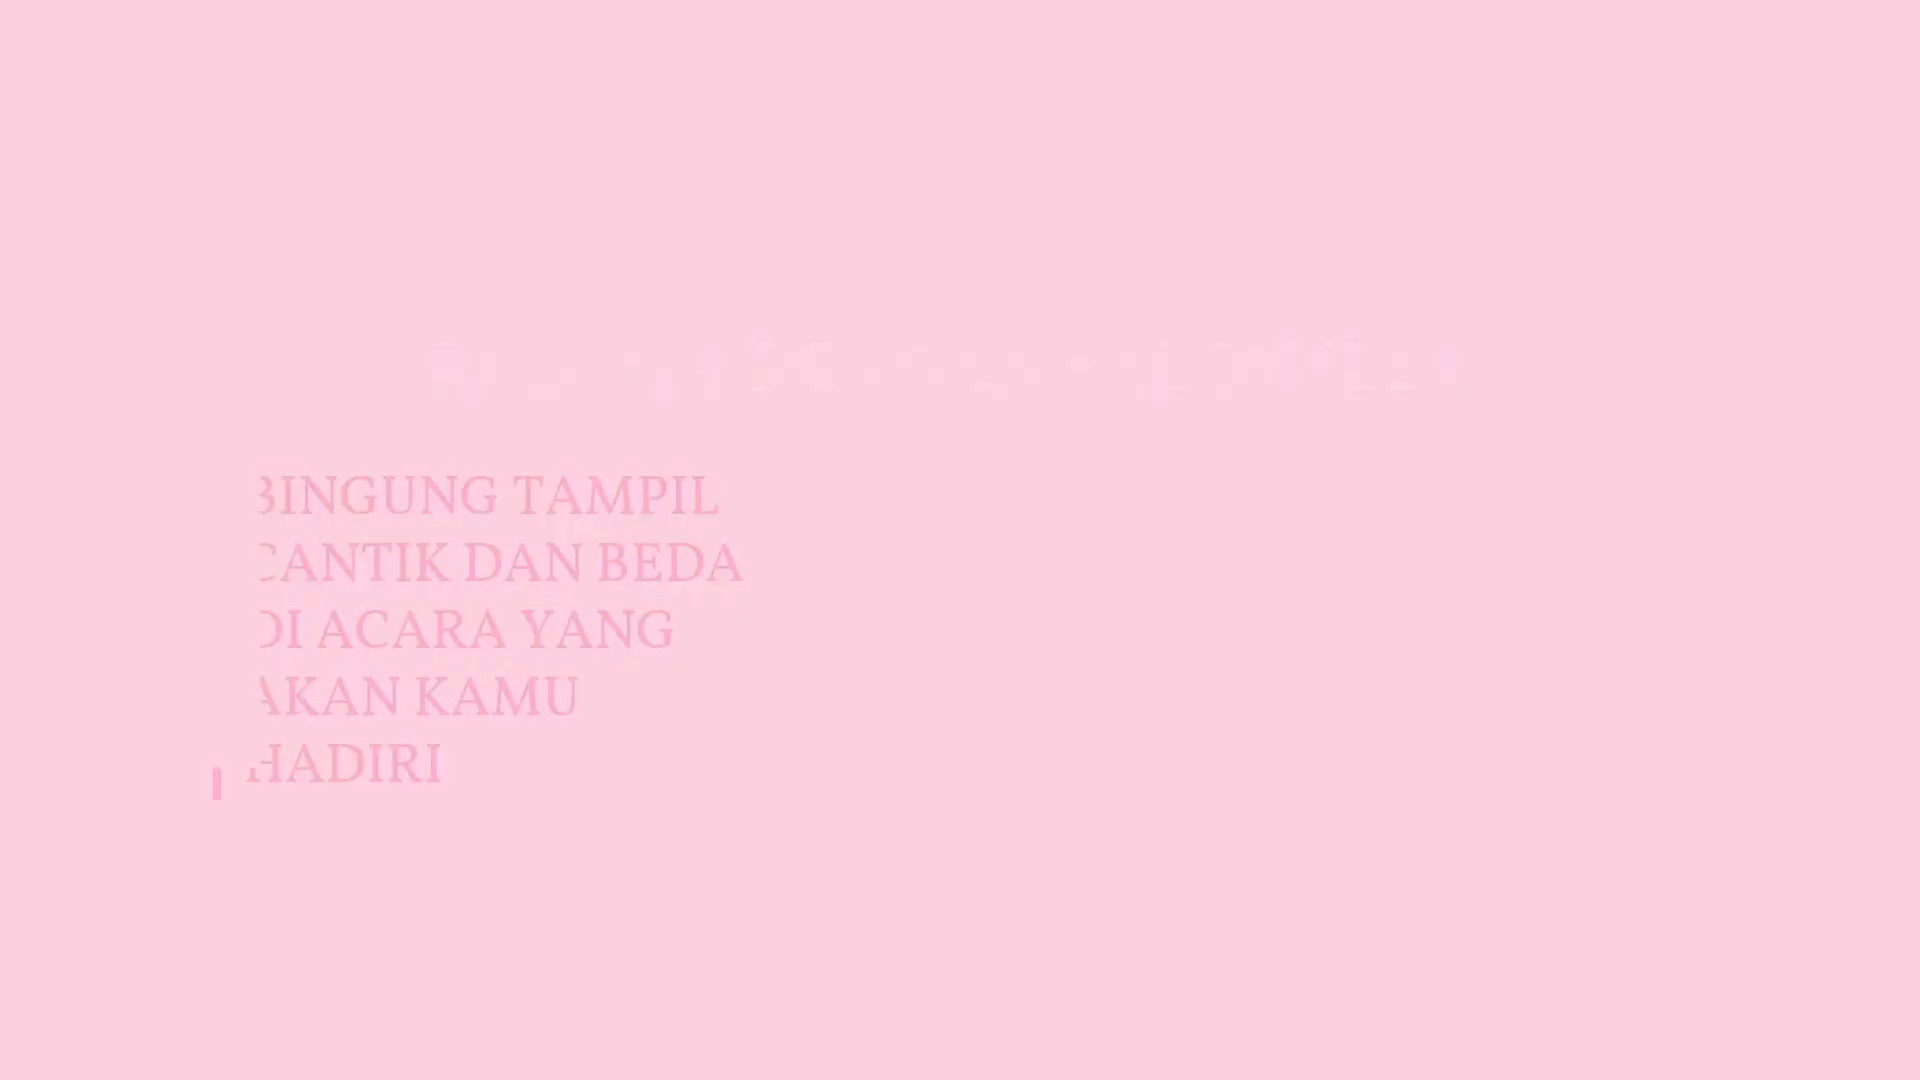 BINGUNG TAMPIL
CANTIK DAN BEDA
DI ACARA YANG
AKAN KAMU
HADIRI